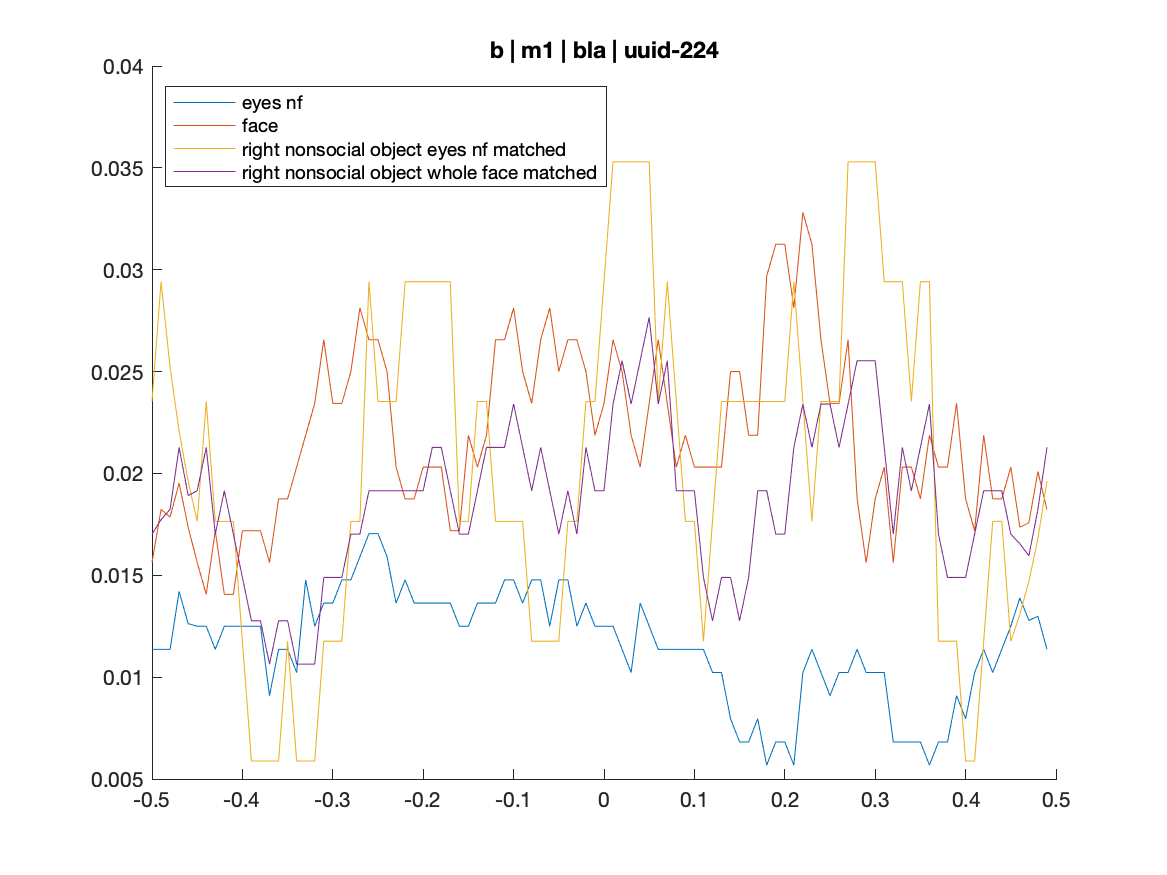 b | m1 | bla | uuid-224
0.04
0.035
0.03
0.025
0.02
0.015
0.01
0.005
eyes nf
face
right nonsocial object eyes nf matched
right nonsocial object whole face matched
-0.5 -0.4 -0.3 -0.2 -0.1 0 0.1 0.2 0.3 0.4 0.5